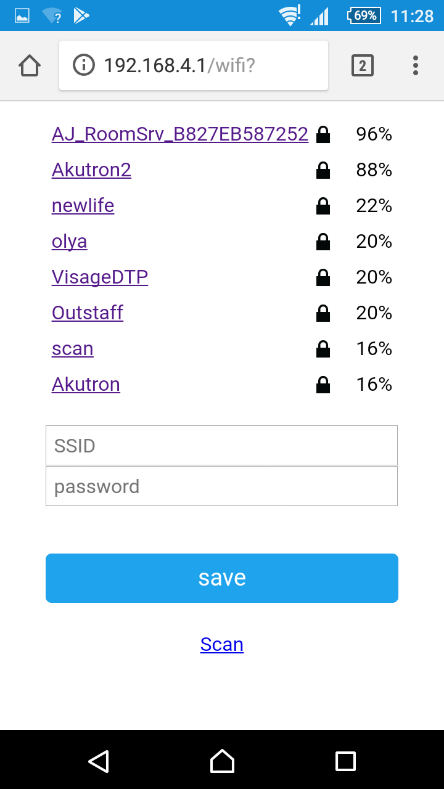 69% 11:28
192.168.4.1/wifi? 2
AJ_RoomSrv_B827EB587252 96%
Akutron2 88%
newlife 22%
olya 20%
VisageDTP 20%
Outstaff 20%
scan 16%
Akutron 16%
SSID
password
save
Scan